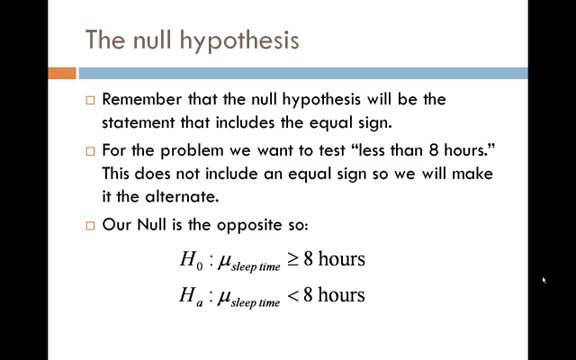 The null hypothesis
Remember that the null hypothesis will be the
statement that includes the equal sign.
For the problem we want to test “less than 8 hours.”
This does not include an equal sign so we will make
it the alternate.
Our Null is the opposite so:
H₀ : μ_sleep time ≥ 8 hours
Hₐ : μ_sleep time < 8 hours